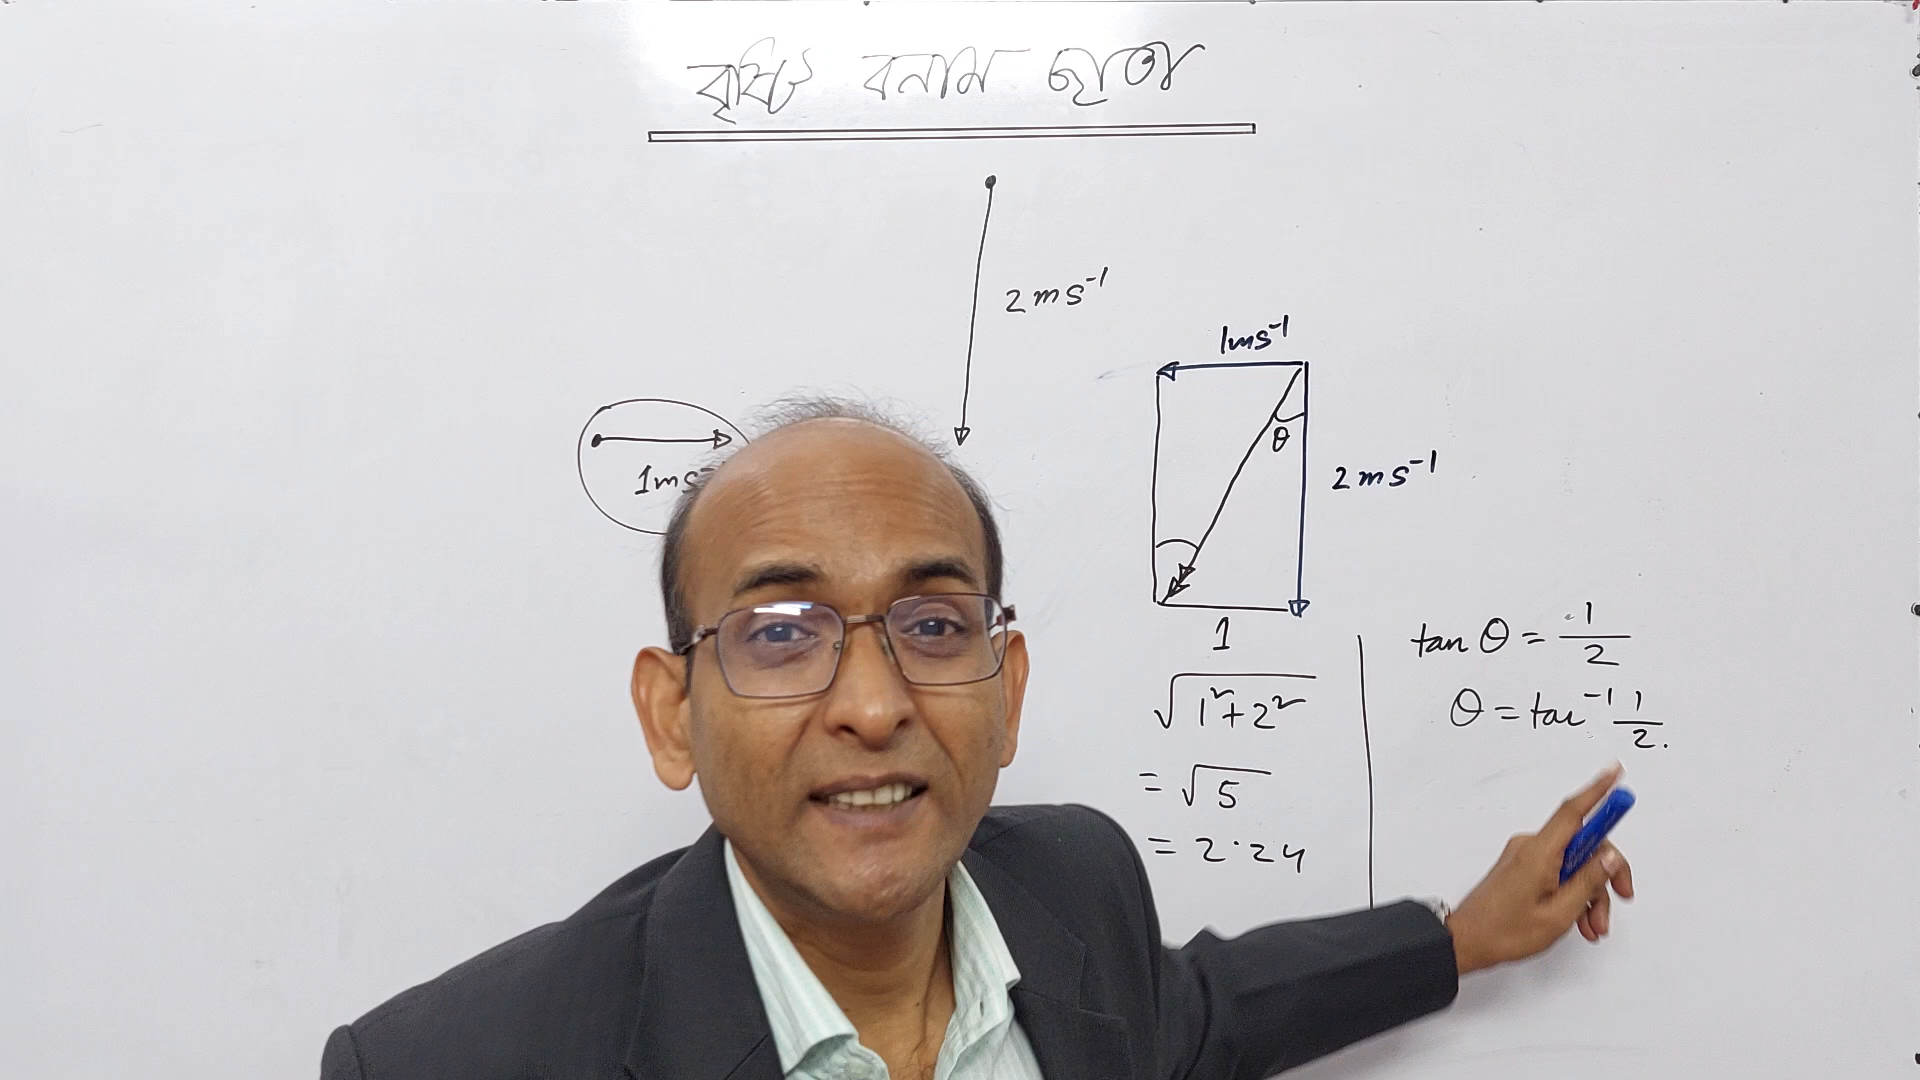 বৃষ্টি বনাম ছাতা
2 ms⁻¹
1ms⁻¹
1ms
θ
2 ms⁻¹
1
√1²+2²
= √5
= 2·24
tan θ = 1/2
θ = tan⁻¹ 1/2.